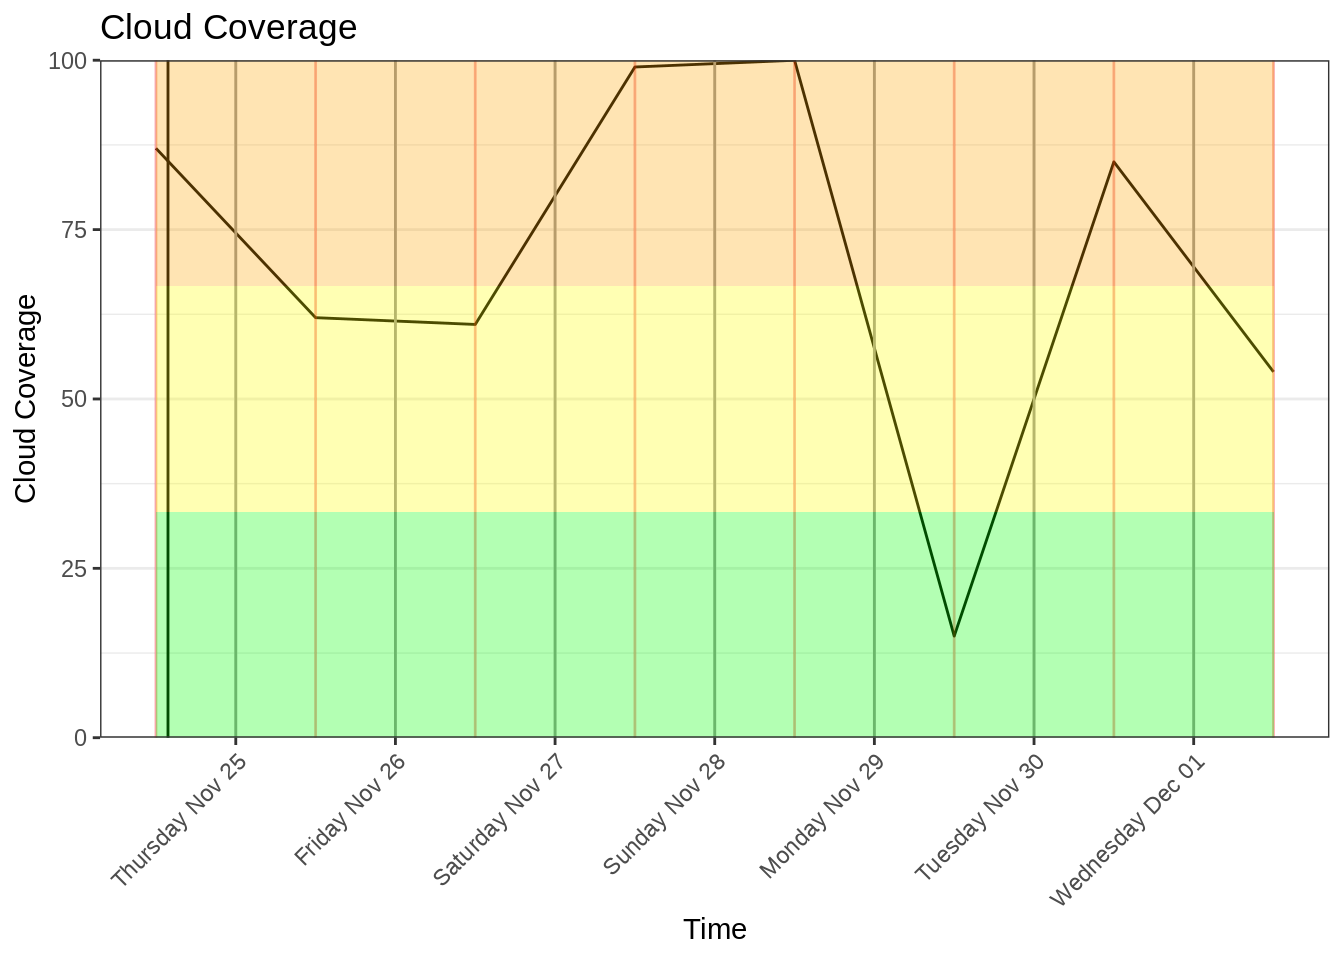 Cloud Coverage
100
75
50
25
0
Cloud Coverage
Thursday Nov 25
Friday Nov 26
Saturday Nov 27
Sunday Nov 28
Monday Nov 29
Tuesday Nov 30
Wednesday Dec 01
Time